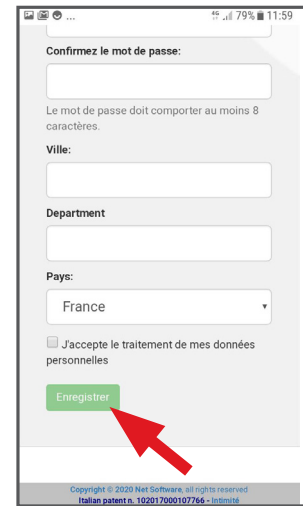 79% 11:59
Confirmez le mot de passe:
Le mot de passe doit comporter au moins 8
caractères.
Ville:
Department
Pays:
France
J'accepte le traitement de mes données
personnelles
Enregistrer
Copyright © 2020 Net Software, all rights reserved
Italian patent n. 102017000107766 - Intimité